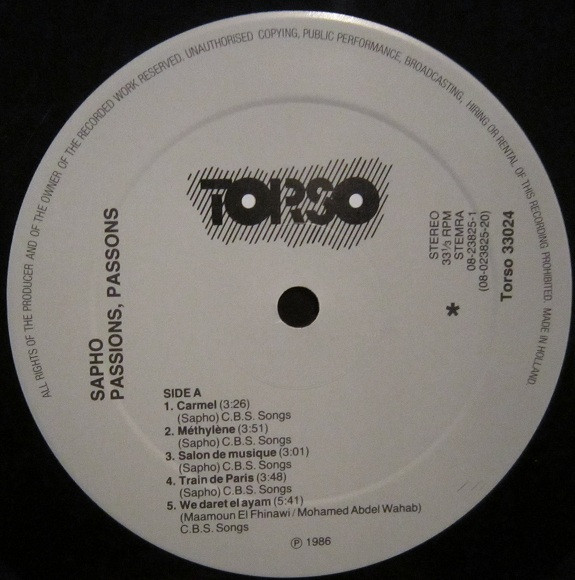 ALL RIGHTS OF THE PRODUCER AND OF THE OWNER OF THE RECORDED WORK RESERVED. UNAUTHORISED COPYING, PUBLIC PERFORMANCE, BROADCASTING, HIRING OR RENTAL OF THIS RECORDING PROHIBITED. MADE IN HOLLAND.
TORSO
SAPHO
PASSIONS, PASSONS
STEREO
33⅓ RPM
STEMRA
08-23825-1
(08-023825-20)
Torso 33024
*
SIDE A
1. Carmel (3:26)
(Sapho) C.B.S. Songs
2. Méthylène (3:51)
(Sapho) C.B.S. Songs
3. Salon de musique (3:01)
(Sapho) C.B.S. Songs
4. Train de Paris (3:48)
(Sapho) C.B.S. Songs
5. We daret el ayam (5:41)
(Maamoun El Fhinawi/Mohamed Abdel Wahab)
C.B.S. Songs
℗ 1986